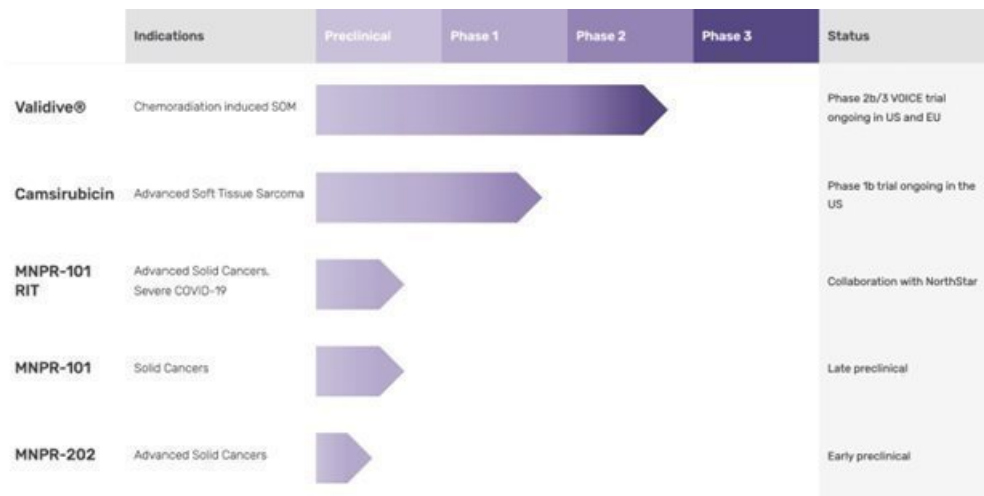 Indications Preclinical Phase 1 Phase 2 Phase 3 Status
Validive® Chemoradiation induced SOM Phase 2b/3 VOICE trial
ongoing in US and EU
Camsirubicin Advanced Soft Tissue Sarcoma Phase 1b trial ongoing in the
US
MNPR-101
RIT
Advanced Solid Cancers,
Severe COVID-19
Collaboration with NorthStar
MNPR-101 Solid Cancers Late preclinical
MNPR-202 Advanced Solid Cancers Early preclinical